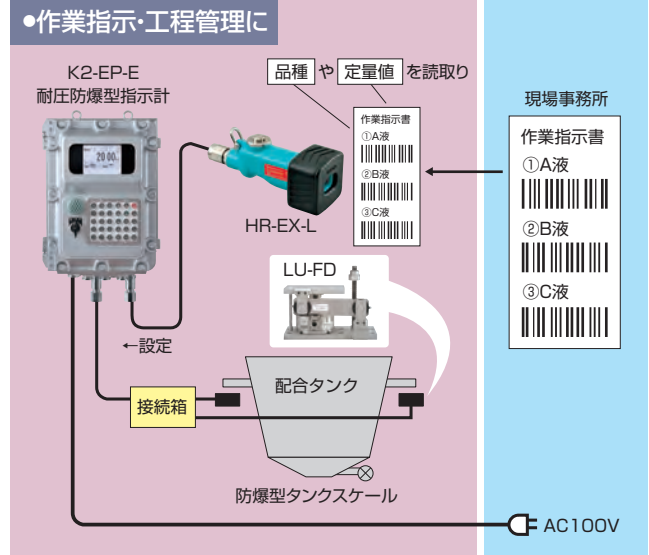 ●作業指示・工程管理に
K2-EP-E
耐圧防爆型指示計
品種 や 定量値 を読取り
作業指示書
①A液
②B液
③C液
HR-EX-L
現場事務所
作業指示書
①A液
②B液
③C液
LU-FD
←設定
接続箱
配合タンク
防爆型タンクスケール
AC100V